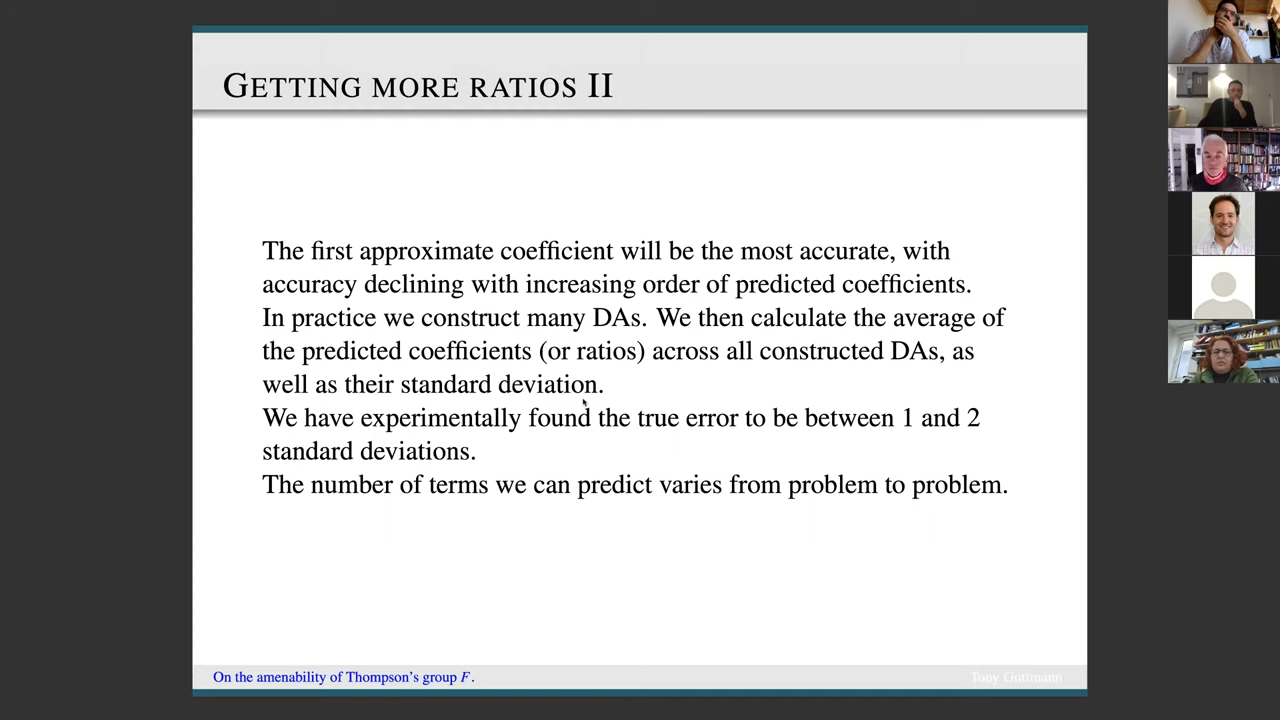 GETTING MORE RATIOS II
The first approximate coefficient will be the most accurate, with
accuracy declining with increasing order of predicted coefficients.
In practice we construct many DAs. We then calculate the average of
the predicted coefficients (or ratios) across all constructed DAs, as
well as their standard deviation.
We have experimentally found the true error to be between 1 and 2
standard deviations.
The number of terms we can predict varies from problem to problem.
On the amenability of Thompson's group F.
Tony Guttmann